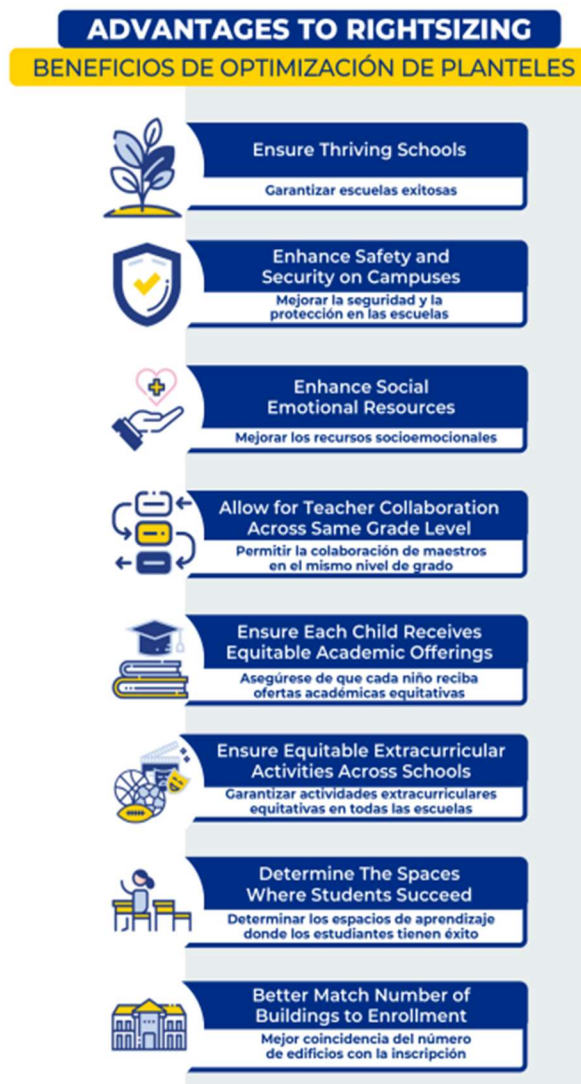 ADVANTAGES TO RIGHTSIZING
BENEFICIOS DE OPTIMIZACIÓN DE PLANTELES
Ensure Thriving Schools
Garantizar escuelas exitosas
Enhance Safety and
Security on Campuses
Mejorar la seguridad y la
protección en las escuelas
Enhance Social
Emotional Resources
Mejorar los recursos socioemocionales
Allow for Teacher Collaboration
Across Same Grade Level
Permitir la colaboración de maestros
en el mismo nivel de grado
Ensure Each Child Receives
Equitable Academic Offerings
Asegúrese de que cada niño reciba
ofertas académicas equitativas
Ensure Equitable Extracurricular
Activities Across Schools
Garantizar actividades extracurriculares
equitativas en todas las escuelas
Determine The Spaces
Where Students Succeed
Determinar los espacios de aprendizaje
donde los estudiantes tienen éxito
Better Match Number of
Buildings to Enrollment
Mejor coincidencia del número
de edificios con la inscripción